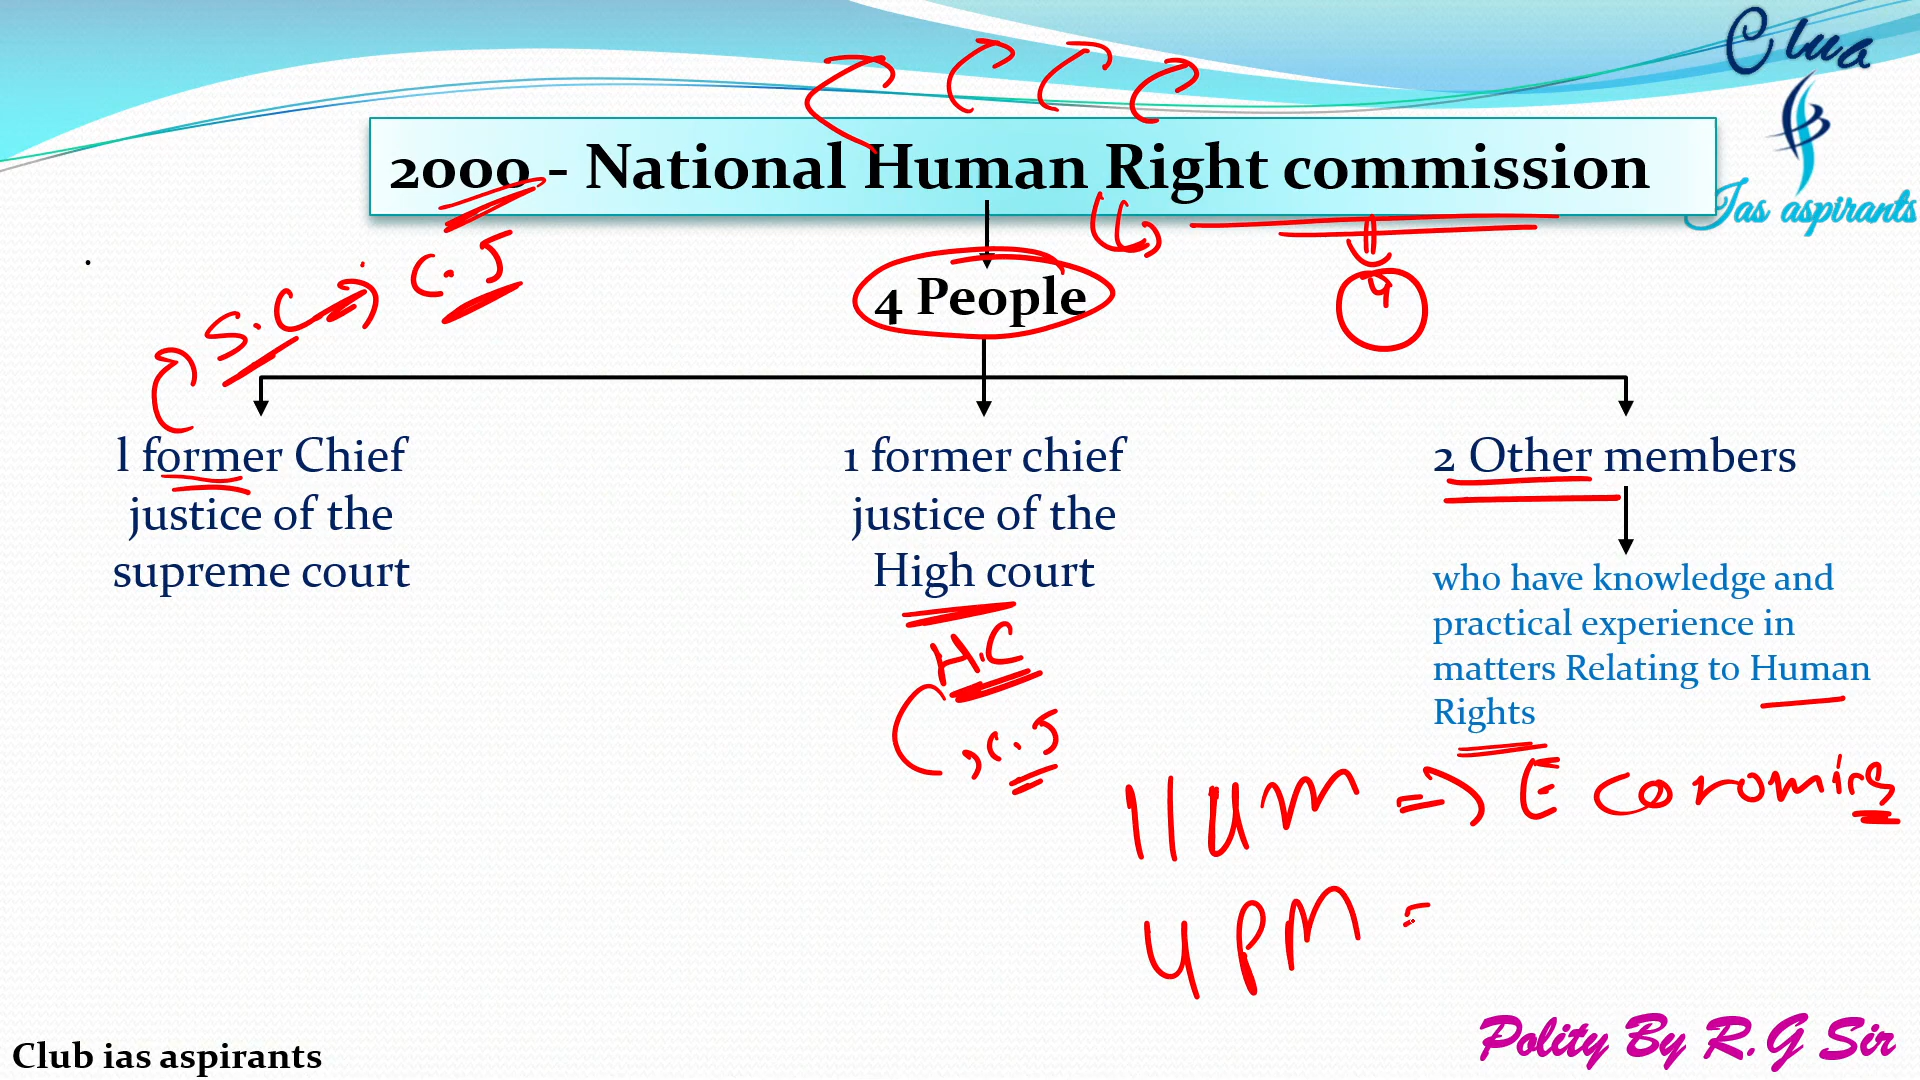 Clua
Ias aspirants
2000 - National Human Right commission
4 People
4
S.C C.J
l former Chief
justice of the
supreme court
1 former chief
justice of the
High court
H.C
C.J
2 Other members
who have knowledge and
practical experience in
matters Relating to Human
Rights
11 am => Economics
4 PM =
Club ias aspirants
Polity By R.G Sir